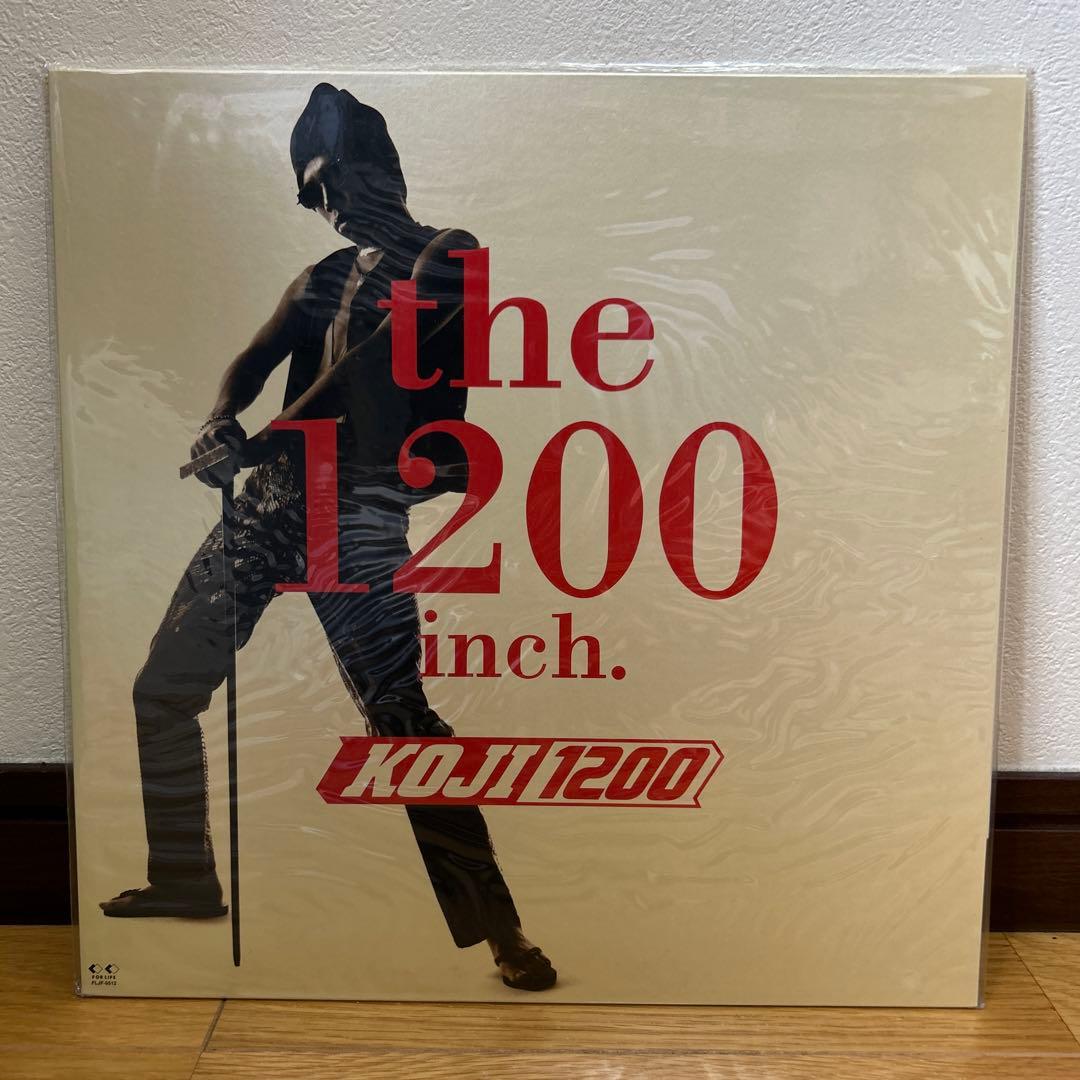 the
1200
inch.
KOJI 1200
FOR LIFE
FLJF-9512